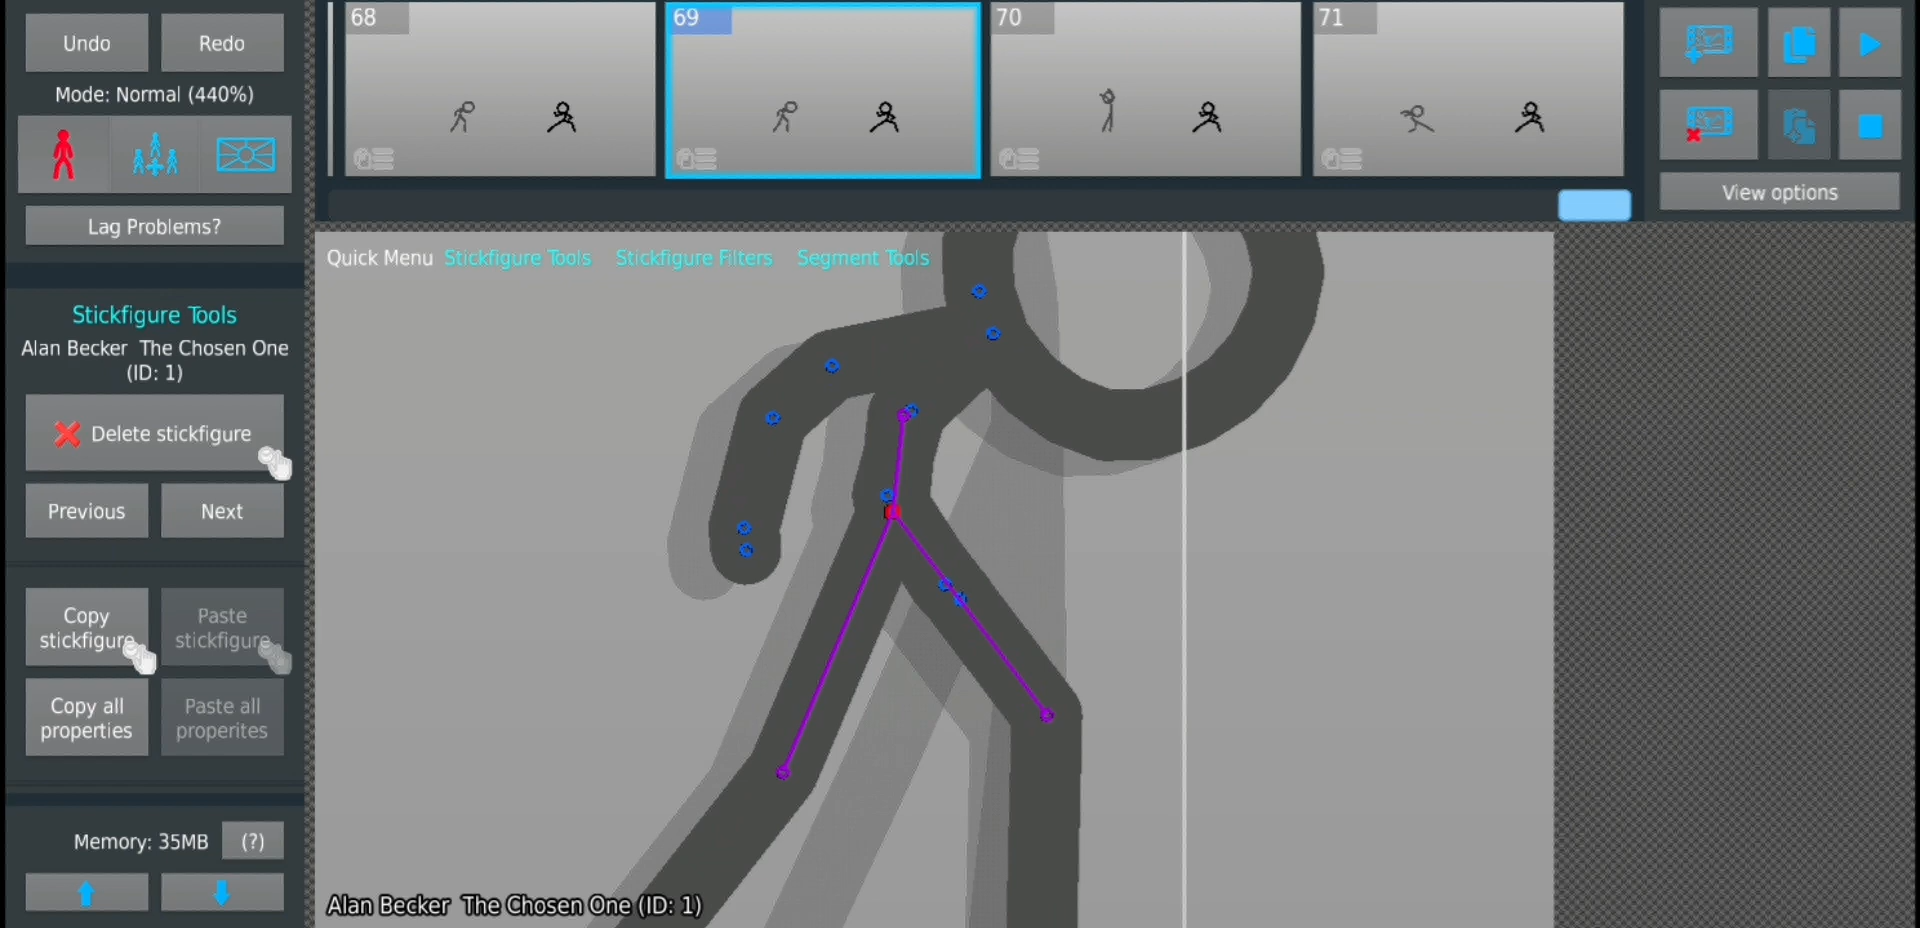 Undo Redo
Mode: Normal (440%)
Lag Problems?
68 69 70 71
View options
Quick Menu Stickfigure Tools Stickfigure Filters Segment Tools
Stickfigure Tools
Alan Becker The Chosen One
(ID: 1)
Delete stickfigure
Previous Next
Copy
stickfigure
Paste
stickfigure
Copy all
properties
Paste all
properites
Memory: 35MB (?)
Alan Becker The Chosen One (ID: 1)